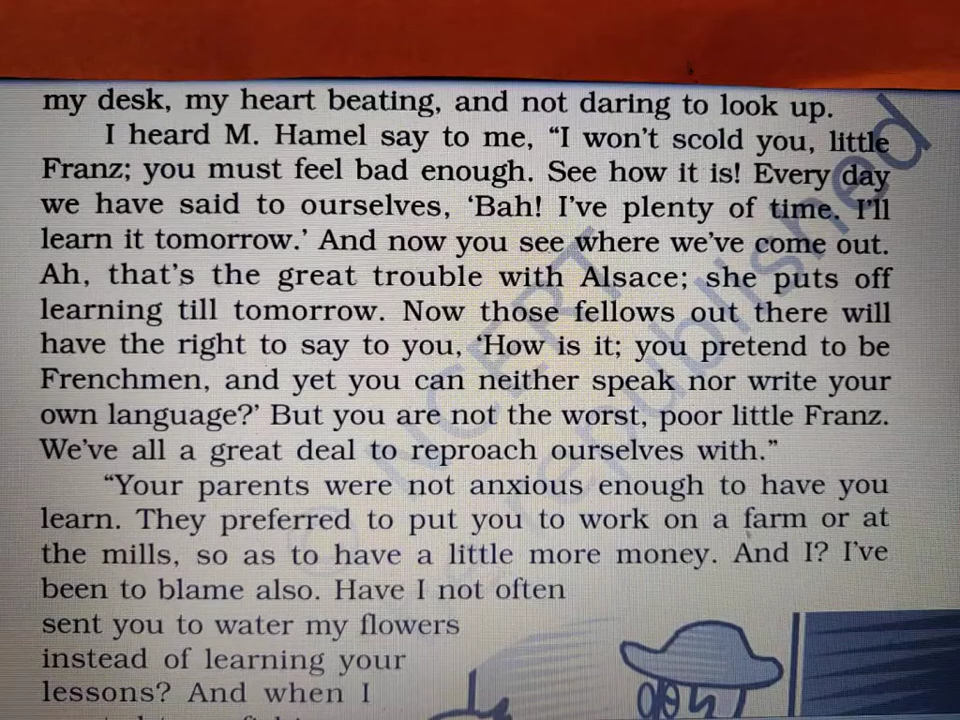 my desk, my heart beating, and not daring to look up.
I heard M. Hamel say to me, “I won’t scold you, little
Franz; you must feel bad enough. See how it is! Every day
we have said to ourselves, ‘Bah! I’ve plenty of time. I’ll
learn it tomorrow.’ And now you see where we’ve come out.
Ah, that’s the great trouble with Alsace; she puts off
learning till tomorrow. Now those fellows out there will
have the right to say to you, ‘How is it; you pretend to be
Frenchmen, and yet you can neither speak nor write your
own language?’ But you are not the worst, poor little Franz.
We’ve all a great deal to reproach ourselves with.”
“Your parents were not anxious enough to have you
learn. They preferred to put you to work on a farm or at
the mills, so as to have a little more money. And I? I’ve
been to blame also. Have I not often
sent you to water my flowers
instead of learning your
lessons? And when I
© NCERT
republished